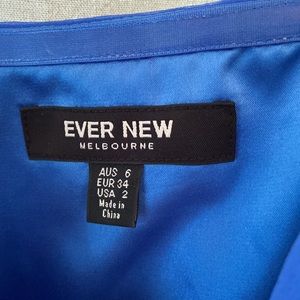 EVER NEW
MELBOURNE
AUS 6
EUR 34
USA 2
Made in
China